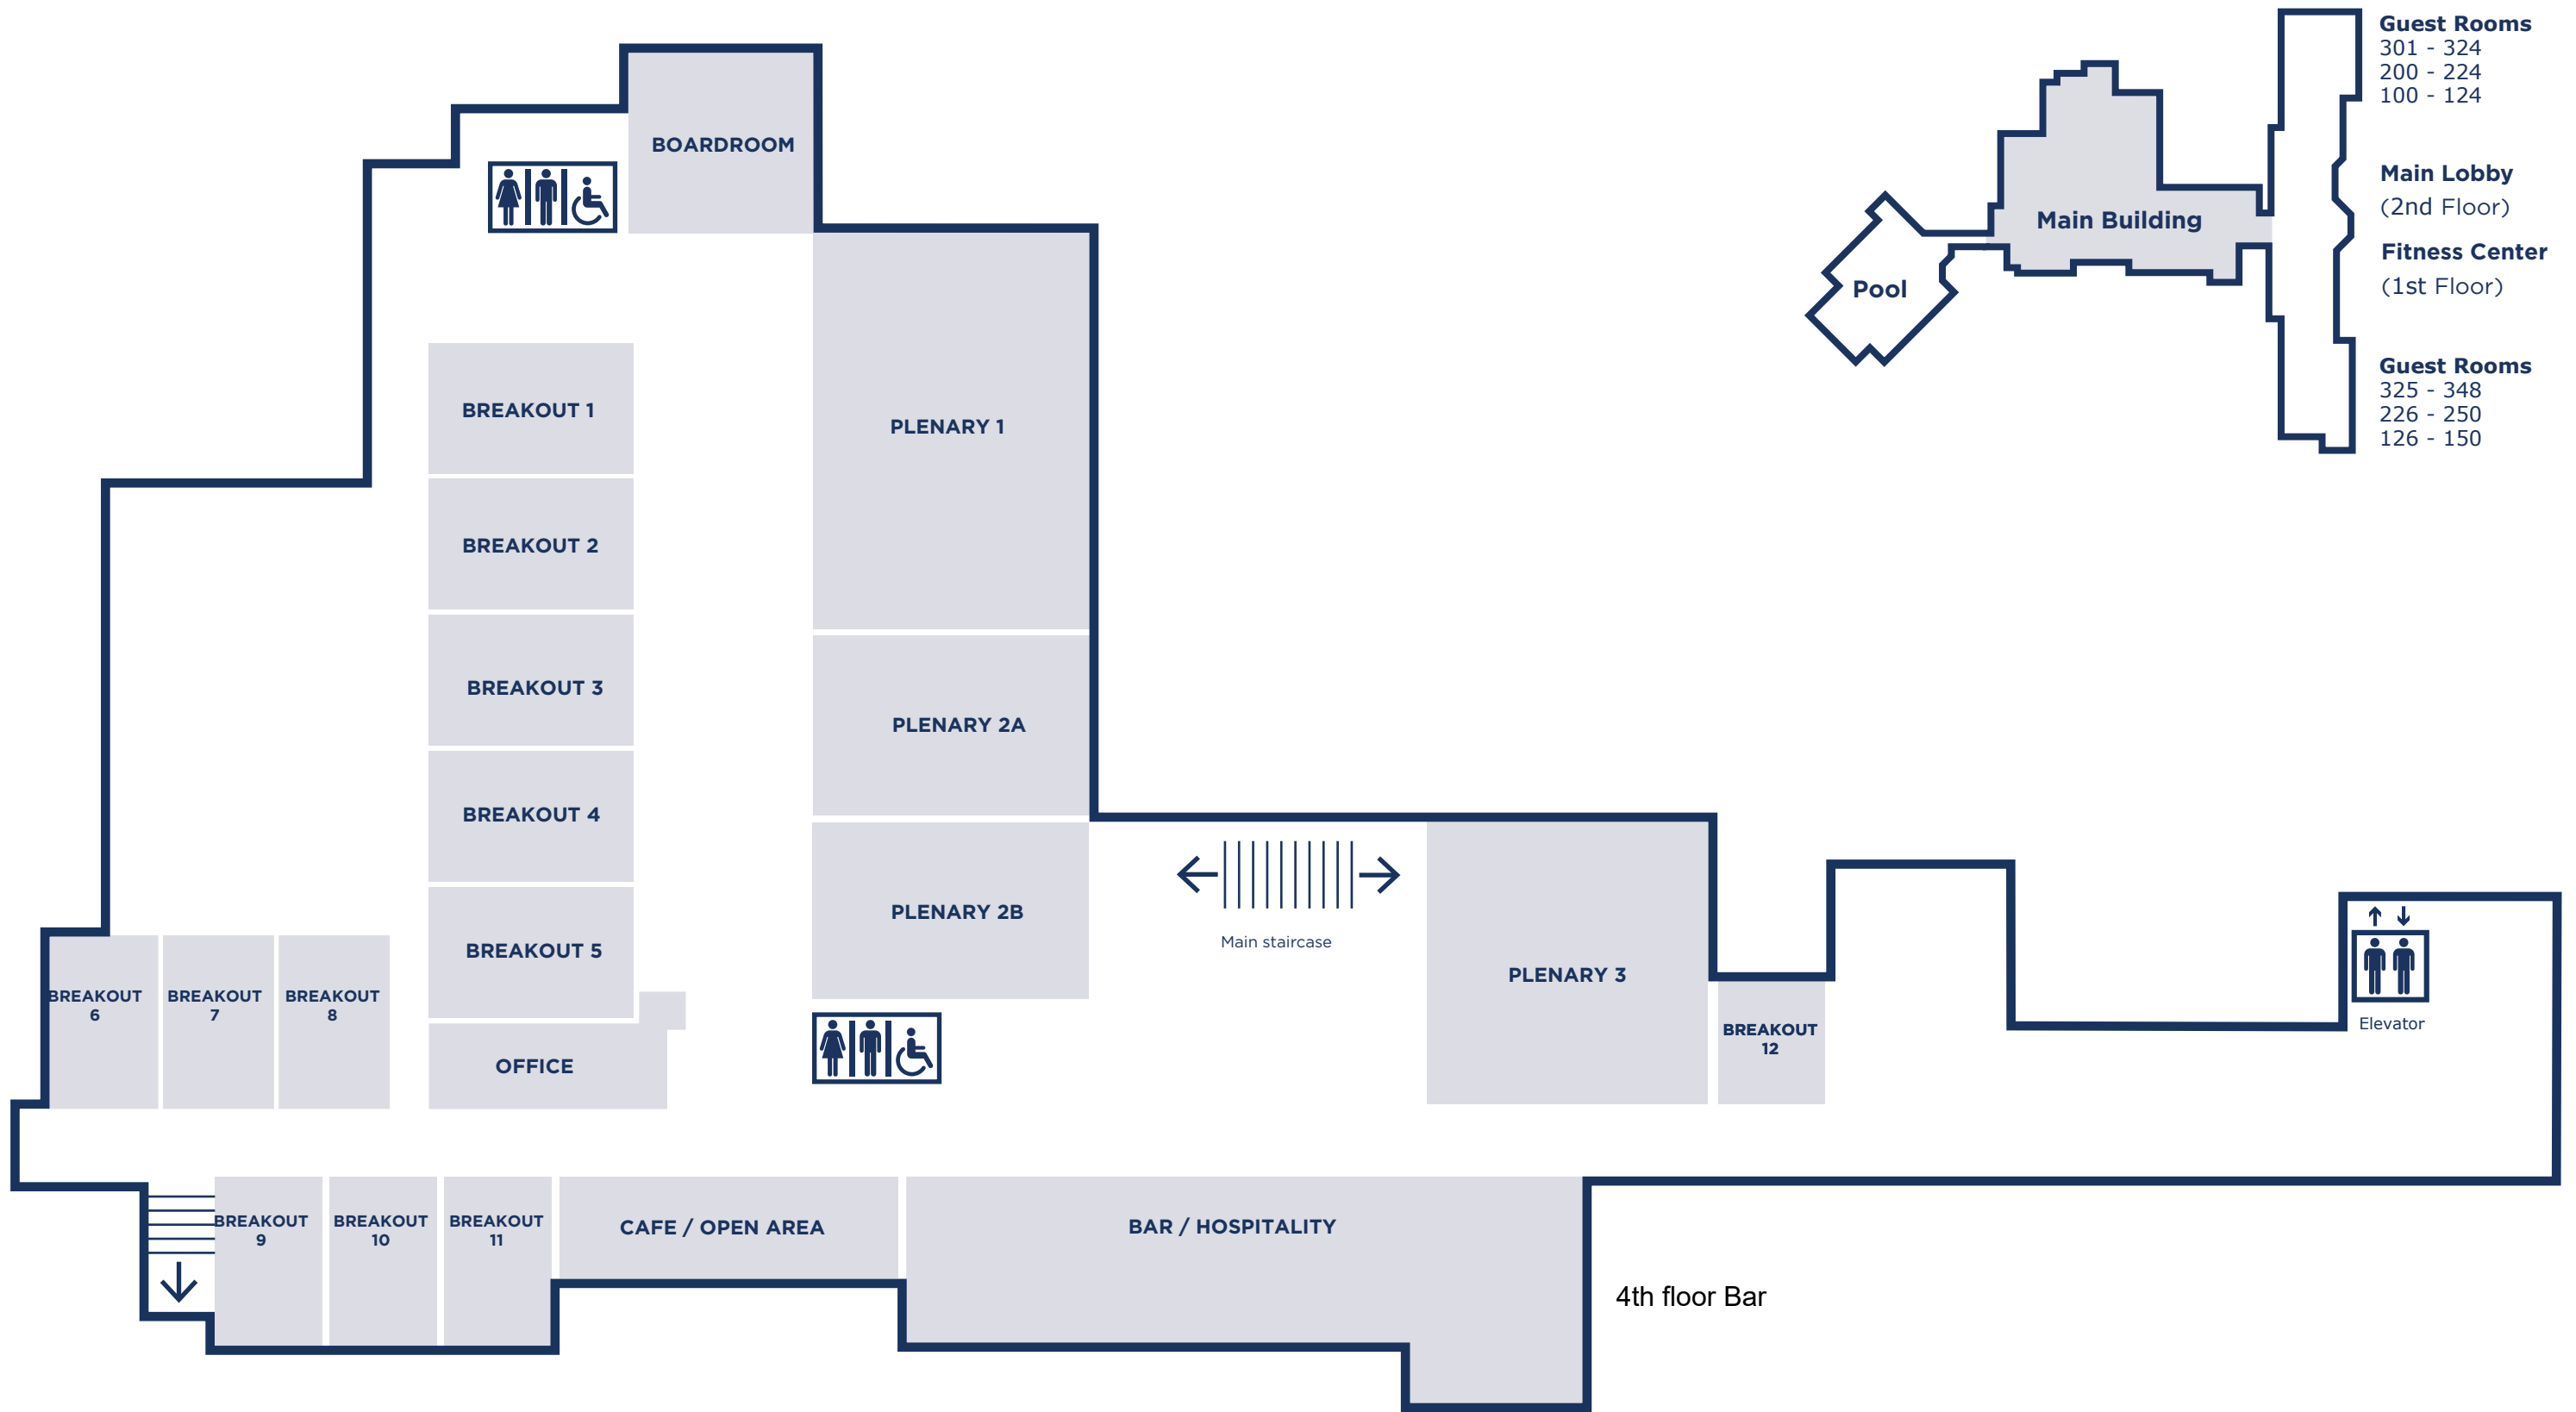 Guest Rooms
301 - 324
200 - 224
100 - 124
Main Lobby
(2nd Floor)
Fitness Center
(1st Floor)
Guest Rooms
325 - 348
226 - 250
126 - 150
Main Building
Pool
BOARDROOM
BREAKOUT 1
PLENARY 1
BREAKOUT 2
BREAKOUT 3
PLENARY 2A
BREAKOUT 4
PLENARY 2B
BREAKOUT 5
Main staircase
PLENARY 3
BREAKOUT
6
BREAKOUT
7
BREAKOUT
8
BREAKOUT
12
Elevator
OFFICE
BREAKOUT
9
BREAKOUT
10
BREAKOUT
11
CAFE / OPEN AREA
BAR / HOSPITALITY
4th floor Bar